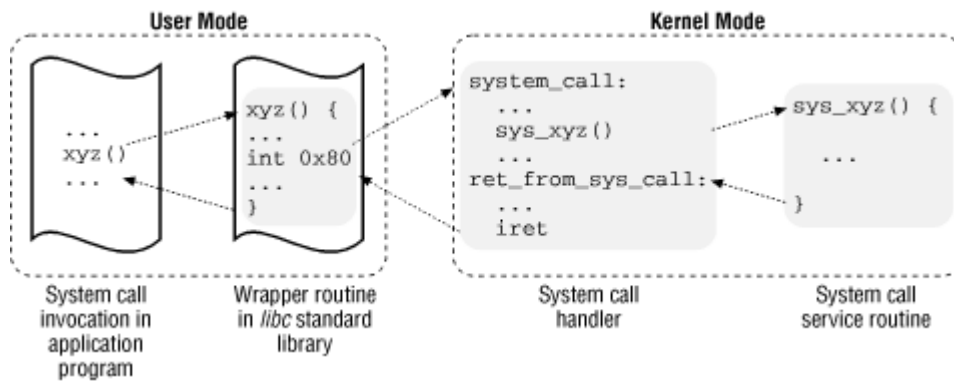 User Mode
Kernel Mode
...
xyz()
...
xyz() {
...
int 0x80
...
}
system_call:
...
sys_xyz()
...
ret_from_sys_call:
...
iret
sys_xyz() {
...
}
System call
invocation in
application
program
Wrapper routine
in libc standard
library
System call
handler
System call
service routine